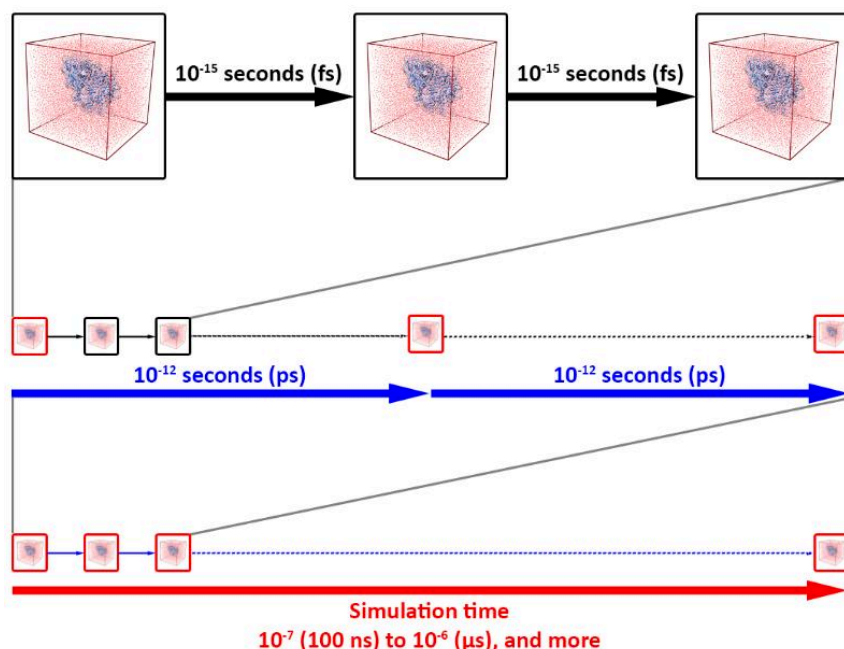 10⁻¹⁵ seconds (fs)
10⁻¹⁵ seconds (fs)
10⁻¹² seconds (ps)
10⁻¹² seconds (ps)
Simulation time
10⁻⁷ (100 ns) to 10⁻⁶ (µs), and more